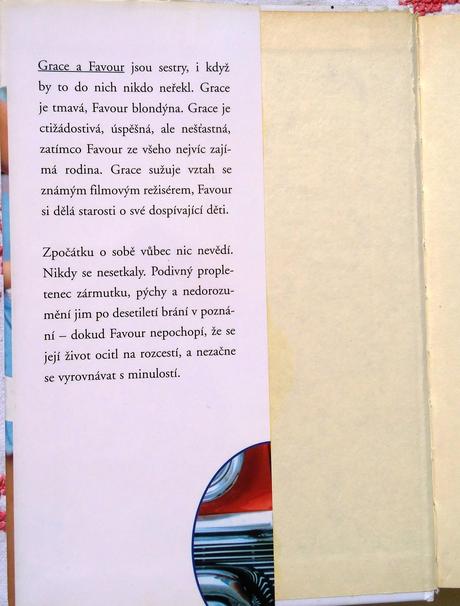 Grace a Favour jsou sestry, i když
by to do nich nikdo neřekl. Grace
je tmavá, Favour blondýna. Grace je
ctižádostivá, úspěšná, ale nešťastná,
zatímco Favour ze všeho nejvíc zají-
má rodina. Grace sužuje vztah se
známým filmovým režisérem, Favour
si dělá starosti o své dospívající děti.
Zpočátku o sobě vůbec nic nevědí.
Nikdy se nesetkaly. Podivný prople-
tenec zármutku, pýchy a nedorozu-
mění jim po desetiletí brání v pozná-
ní – dokud Favour nepochopí, že se
její život ocitl na rozcestí, a nezačne
se vyrovnávat s minulostí.